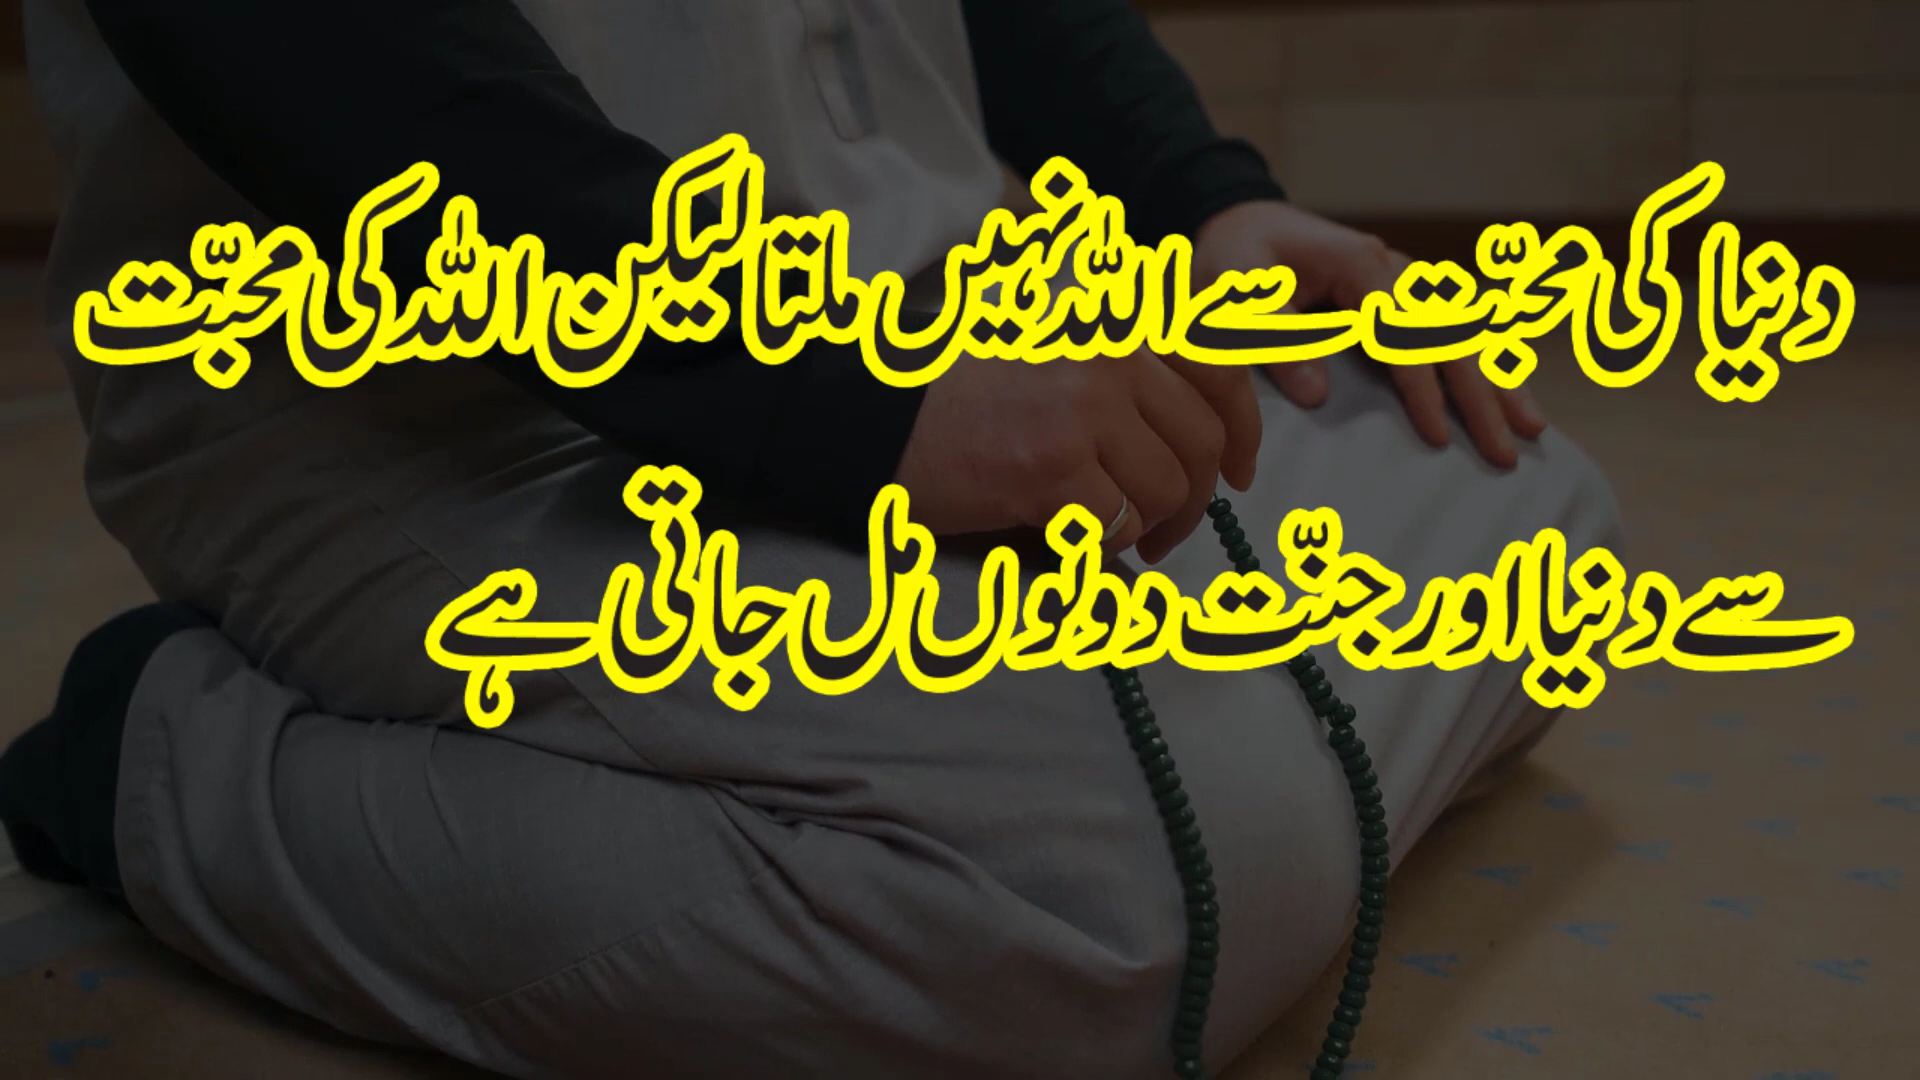 دنیا کی محبّت سے اللہ نہیں ملتا لیکن اللہ کی محبّت
سے دنیا اور جنّت دونوں مل جاتی ہے